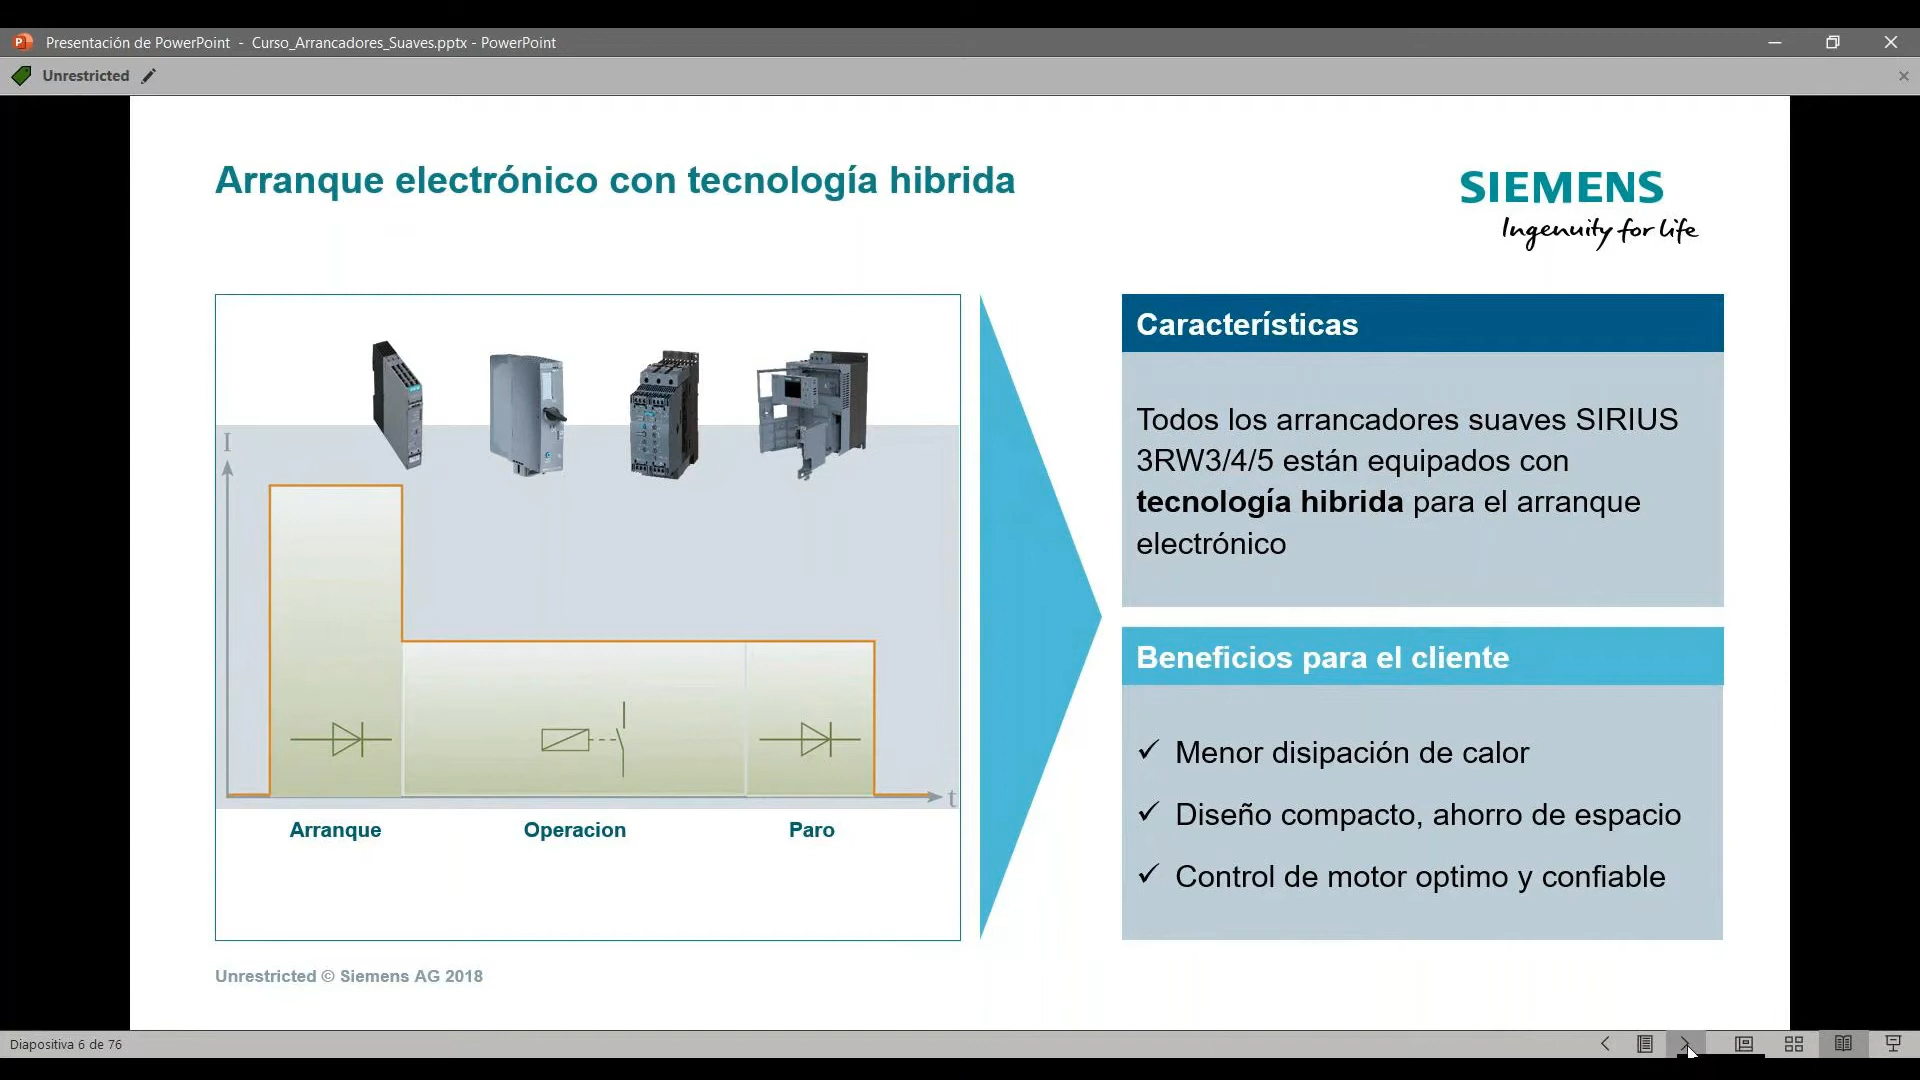 Presentación de PowerPoint - Curso_Arrancadores_Suaves.pptx - PowerPoint
Unrestricted
Arranque electrónico con tecnología hibrida
SIEMENS
Ingenuity for life
I
t
Arranque
Operacion
Paro
Características
Todos los arrancadores suaves SIRIUS
3RW3/4/5 están equipados con
tecnología hibrida para el arranque
electrónico
Beneficios para el cliente
✓ Menor disipación de calor
✓ Diseño compacto, ahorro de espacio
✓ Control de motor optimo y confiable
Unrestricted © Siemens AG 2018
Diapositiva 6 de 76